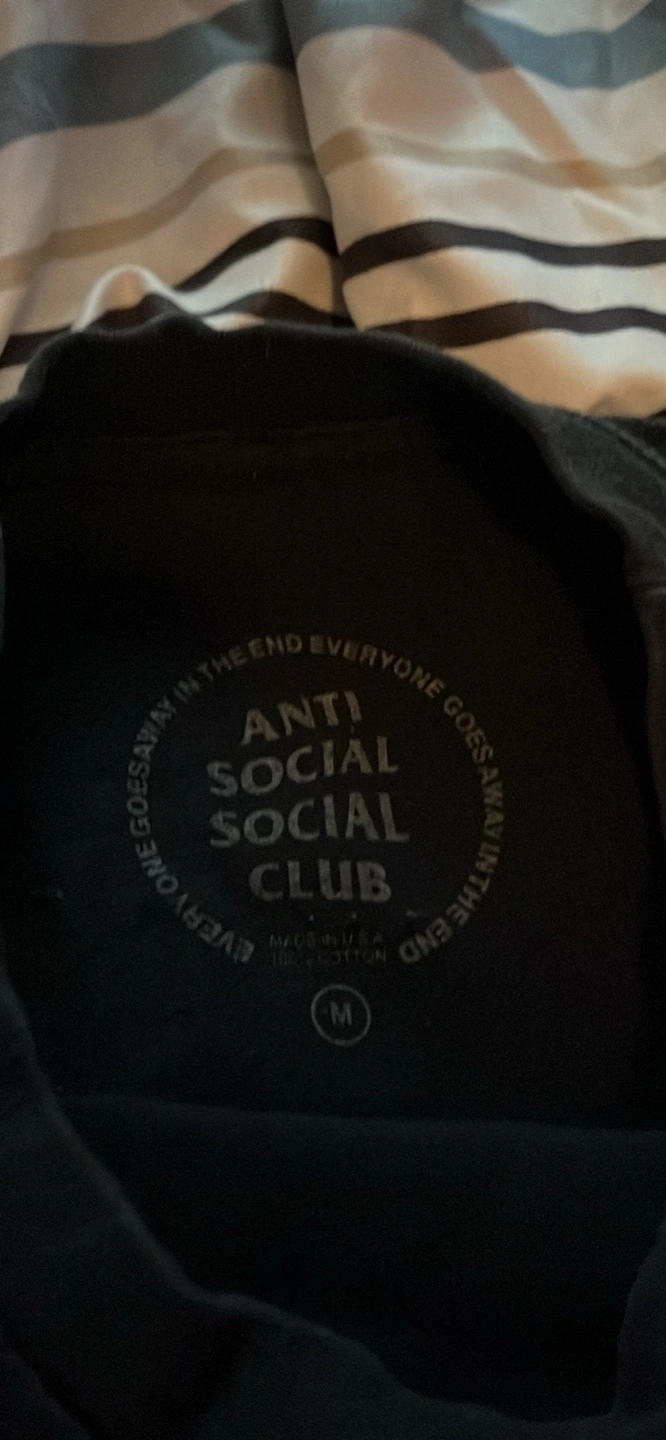 EVERYONE GOES AWAY IN THE END EVERYONE GOES AWAY IN THE END
ANTI
SOCIAL
SOCIAL
CLUB
MADE IN U.S.A.
100% COTTON
M